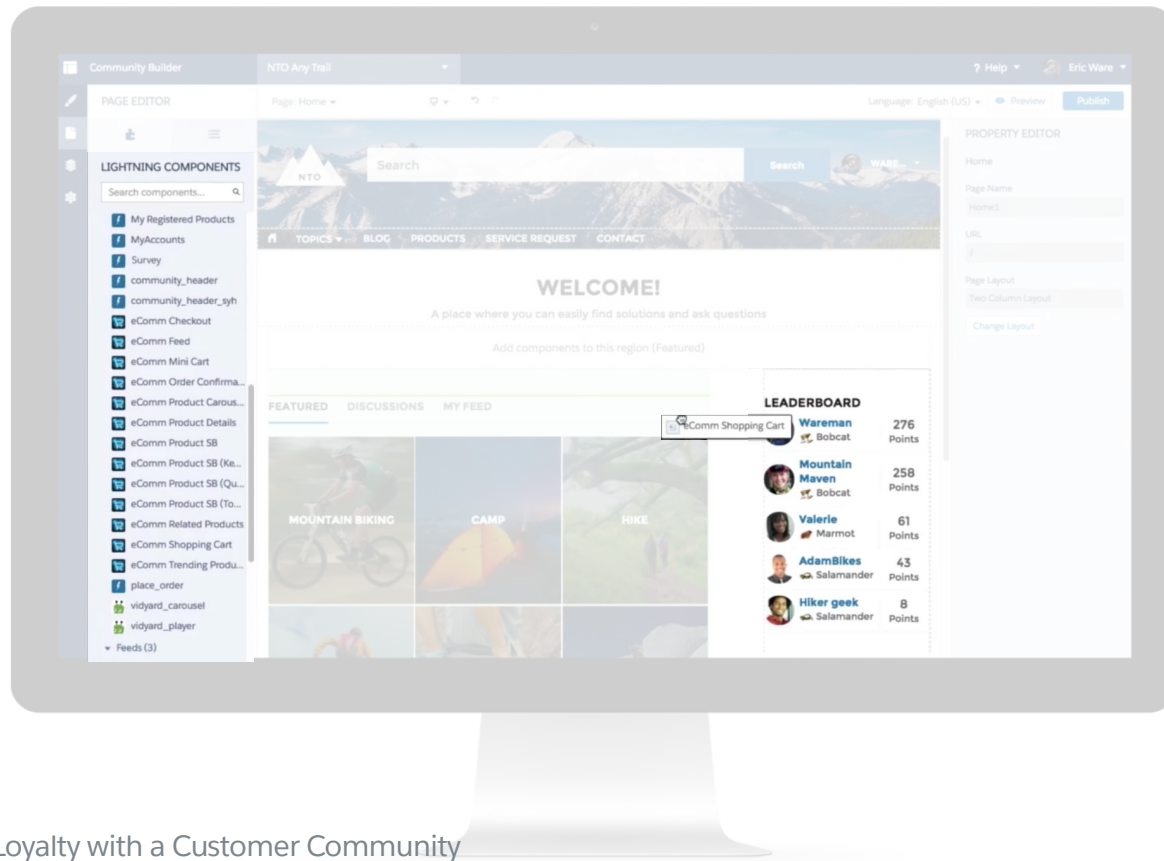 Community Builder
NTO Any Trail
? Help
Eric Ware
PAGE EDITOR
Page: Home
Language: English (US)
Preview
Publish
LIGHTNING COMPONENTS
Search components...
My Registered Products
MyAccounts
Survey
community_header
community_header_syh
eComm Checkout
eComm Feed
eComm Mini Cart
eComm Order Confirma...
eComm Product Carous...
eComm Product Details
eComm Product SB
eComm Product SB (Ke...
eComm Product SB (Qu...
eComm Product SB (To...
eComm Related Products
eComm Shopping Cart
eComm Trending Produ...
place_order
vidyard_carousel
vidyard_player
Feeds (3)
NTO
Search
Search
WARE...
TOPICS
BLOG
PRODUCTS
SERVICE REQUEST
CONTACT
WELCOME!
A place where you can easily find solutions and ask questions
Add components to this region (Featured)
FEATURED
DISCUSSIONS
MY FEED
eComm Shopping Cart
MOUNTAIN BIKING
CAMP
HIKE
LEADERBOARD
Wareman
Bobcat
276
Points
Mountain
Maven
Bobcat
258
Points
Valerie
Marmot
61
Points
AdamBikes
Salamander
43
Points
Hiker geek
Salamander
8
Points
PROPERTY EDITOR
Home
Page Name
Home1
URL
/
Page Layout
Two Column Layout
Change Layout
Loyalty with a Customer Community